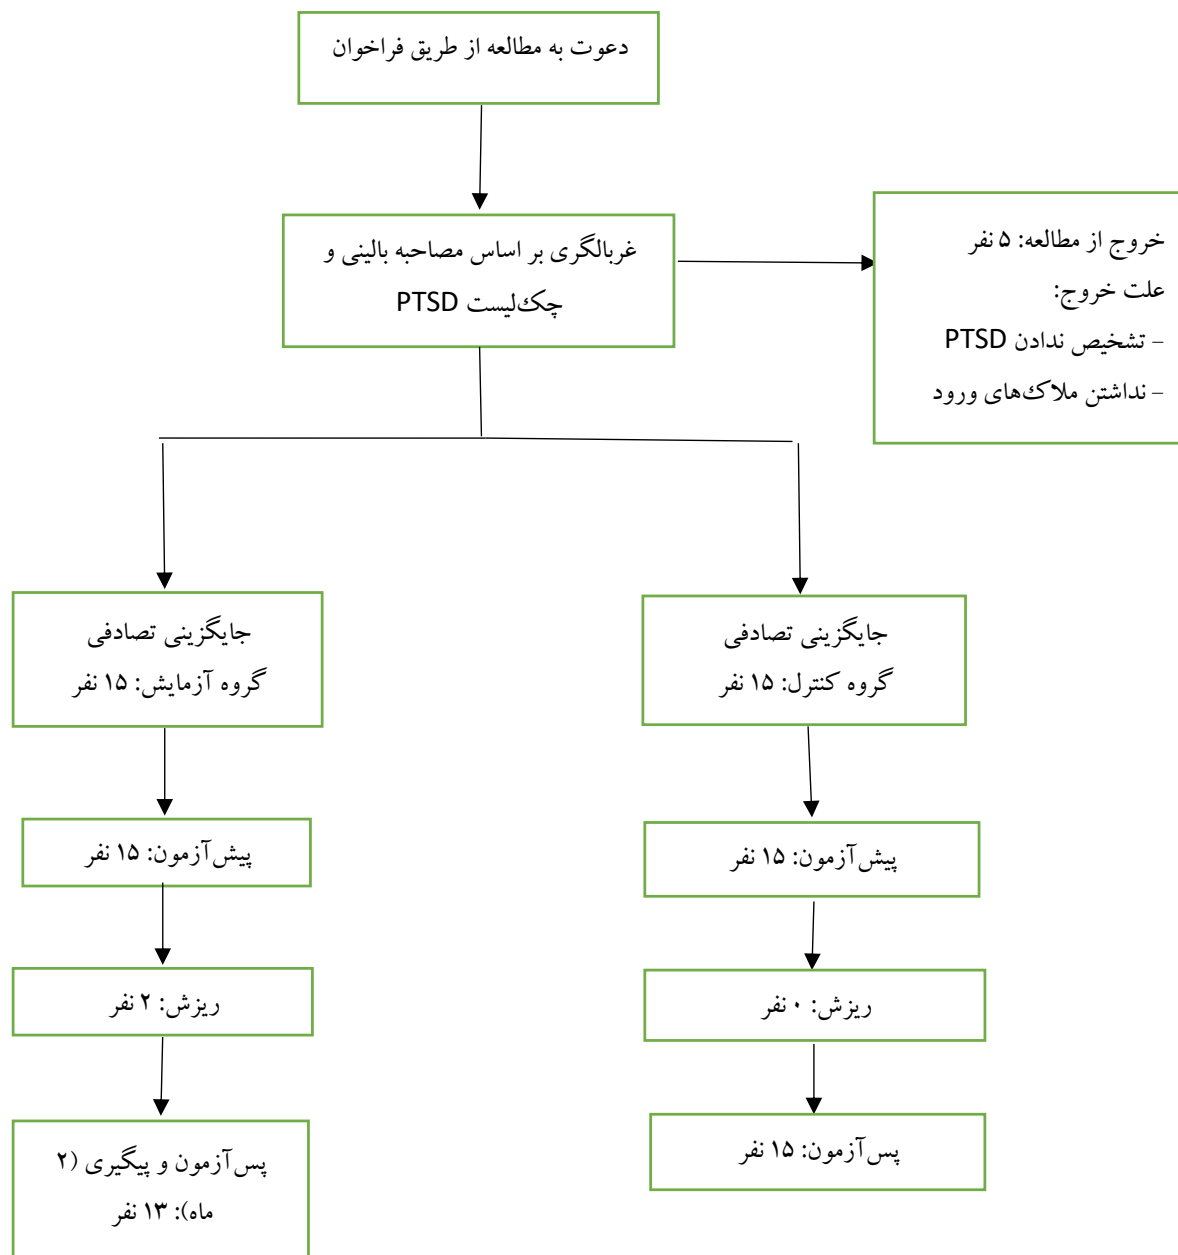 دعوت به مطالعه از طریق فراخوان
غربالگری بر اساس مصاحبه بالینی و
چک‌لیست PTSD
خروج از مطالعه: ۵ نفر
علت خروج:
- تشخیص ندادن PTSD
- نداشتن ملاک‌های ورود
جایگزینی تصادفی
گروه کنترل: ۱۵ نفر
جایگزینی تصادفی
گروه آزمایش: ۱۵ نفر
پیش‌آزمون: ۱۵ نفر
پیش‌آزمون: ۱۵ نفر
ریزش: ۰ نفر
ریزش: ۲ نفر
پس‌آزمون: ۱۵ نفر
پس‌آزمون و پیگیری (۲
ماه): ۱۳ نفر